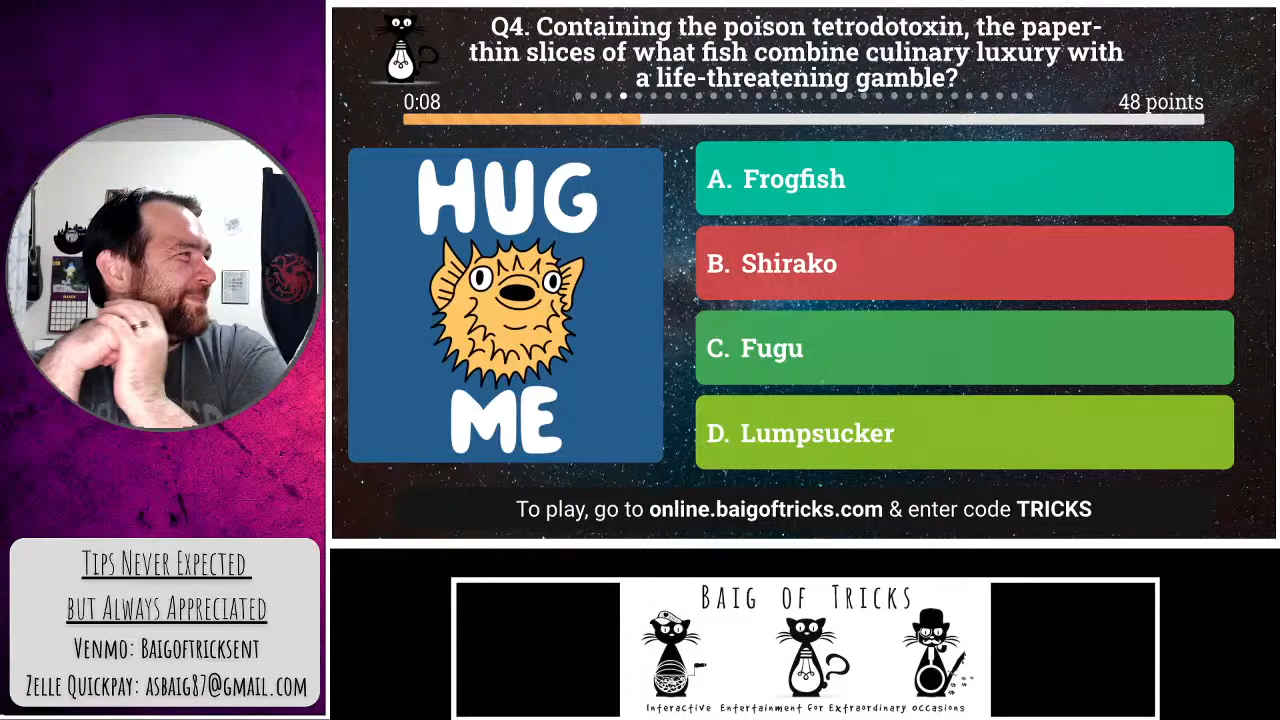 Q4. Containing the poison tetrodotoxin, the paper-
thin slices of what fish combine culinary luxury with
a life-threatening gamble?
0:08
48 points
HUG
ME
A. Frogfish
B. Shirako
C. Fugu
D. Lumpsucker
To play, go to online.baigoftricks.com & enter code TRICKS
Tips Never Expected
but Always Appreciated
Venmo: Baigoftricksent
Zelle Quickpay: asbaig87@gmail.com
Baig of Tricks
Interactive Entertainment for Extraordinary Occasions